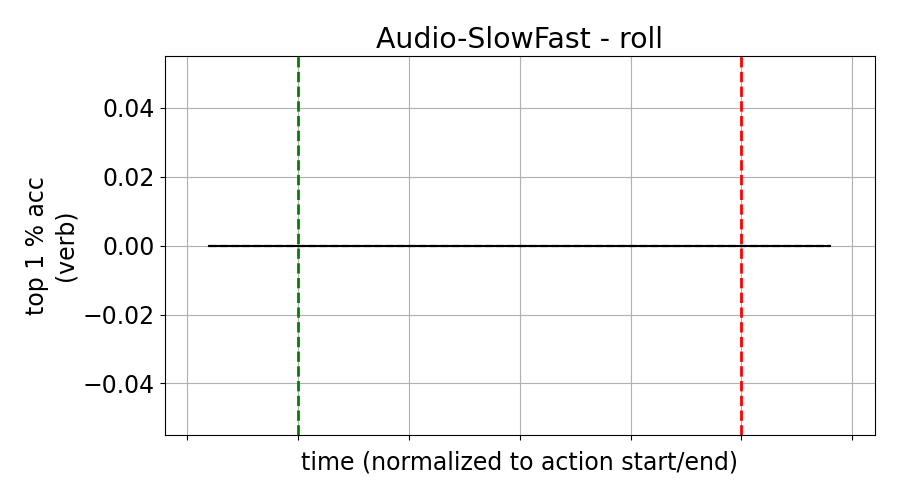 Audio-SlowFast - roll
0.04
0.02
0.00
−0.02
−0.04
top 1 % acc
(verb)
time (normalized to action start/end)